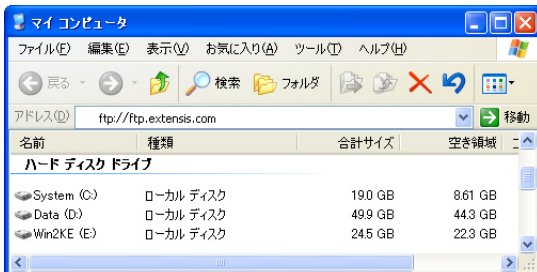 マイ コンピュータ
ファイル(F) 編集(E) 表示(V) お気に入り(A) ツール(T) ヘルプ(H)
戻る 検索 フォルダ
アドレス(D) ftp://ftp.extensis.com 移動
名前 種類 合計サイズ 空き領域
ハード ディスク ドライブ
System (C:) ローカル ディスク 19.0 GB 8.61 GB
Data (D:) ローカル ディスク 49.9 GB 44.3 GB
Win2KE (E:) ローカル ディスク 24.5 GB 22.3 GB